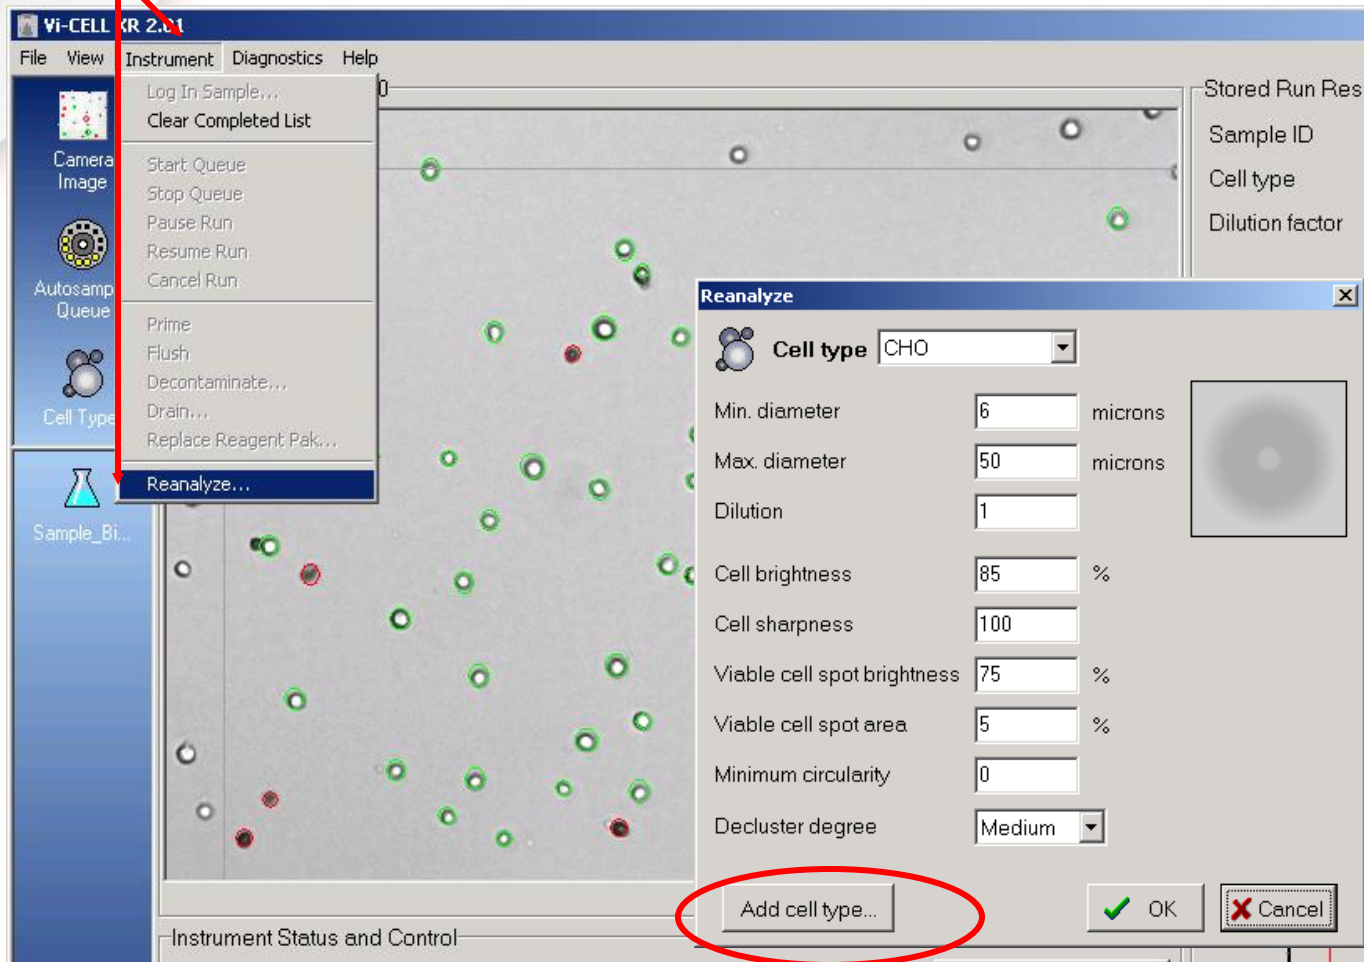 Vi-CELL XR 2.01
File View Instrument Diagnostics Help
Log In Sample...
Clear Completed List
Start Queue
Stop Queue
Pause Run
Resume Run
Cancel Run
Prime
Flush
Decontaminate...
Drain...
Replace Reagent Pak...
Reanalyze...
Camera
Image
Autosamp
Queue
Cell Type
Sample_Bi...
0
Stored Run Res
Sample ID
Cell type
Dilution factor
Reanalyze
Cell type CHO
Min. diameter 6 microns
Max. diameter 50 microns
Dilution 1
Cell brightness 85 %
Cell sharpness 100
Viable cell spot brightness 75 %
Viable cell spot area 5 %
Minimum circularity 0
Decluster degree Medium
Add cell type... OK Cancel
Instrument Status and Control